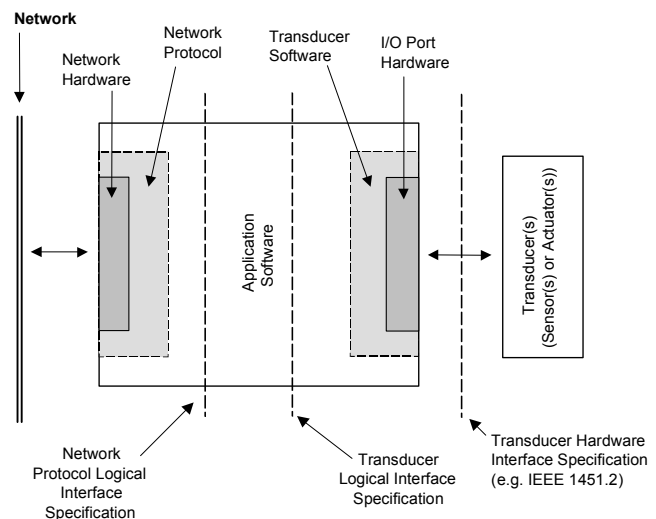 Network
Network
Hardware
Network
Protocol
Transducer
Software
I/O Port
Hardware
Application
Software
Transducer(s)
(Sensor(s) or Actuator(s))
Network
Protocol Logical
Interface
Specification
Transducer
Logical Interface
Specification
Transducer Hardware
Interface Specification
(e.g. IEEE 1451.2)